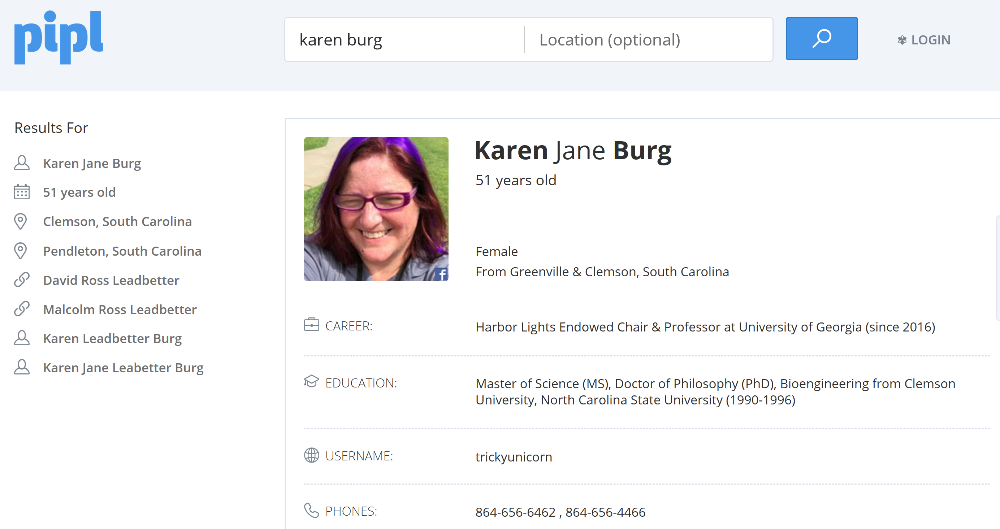 pipl
karen burg
Location (optional)
LOGIN
Results For
Karen Jane Burg
51 years old
Clemson, South Carolina
Pendleton, South Carolina
David Ross Leadbetter
Malcolm Ross Leadbetter
Karen Leadbetter Burg
Karen Jane Leabetter Burg
Karen Jane Burg
51 years old
f
Female
From Greenville & Clemson, South Carolina
CAREER:
Harbor Lights Endowed Chair & Professor at University of Georgia (since 2016)
EDUCATION:
Master of Science (MS), Doctor of Philosophy (PhD), Bioengineering from Clemson
University, North Carolina State University (1990-1996)
USERNAME:
trickyunicorn
PHONES:
864-656-6462 , 864-656-4466